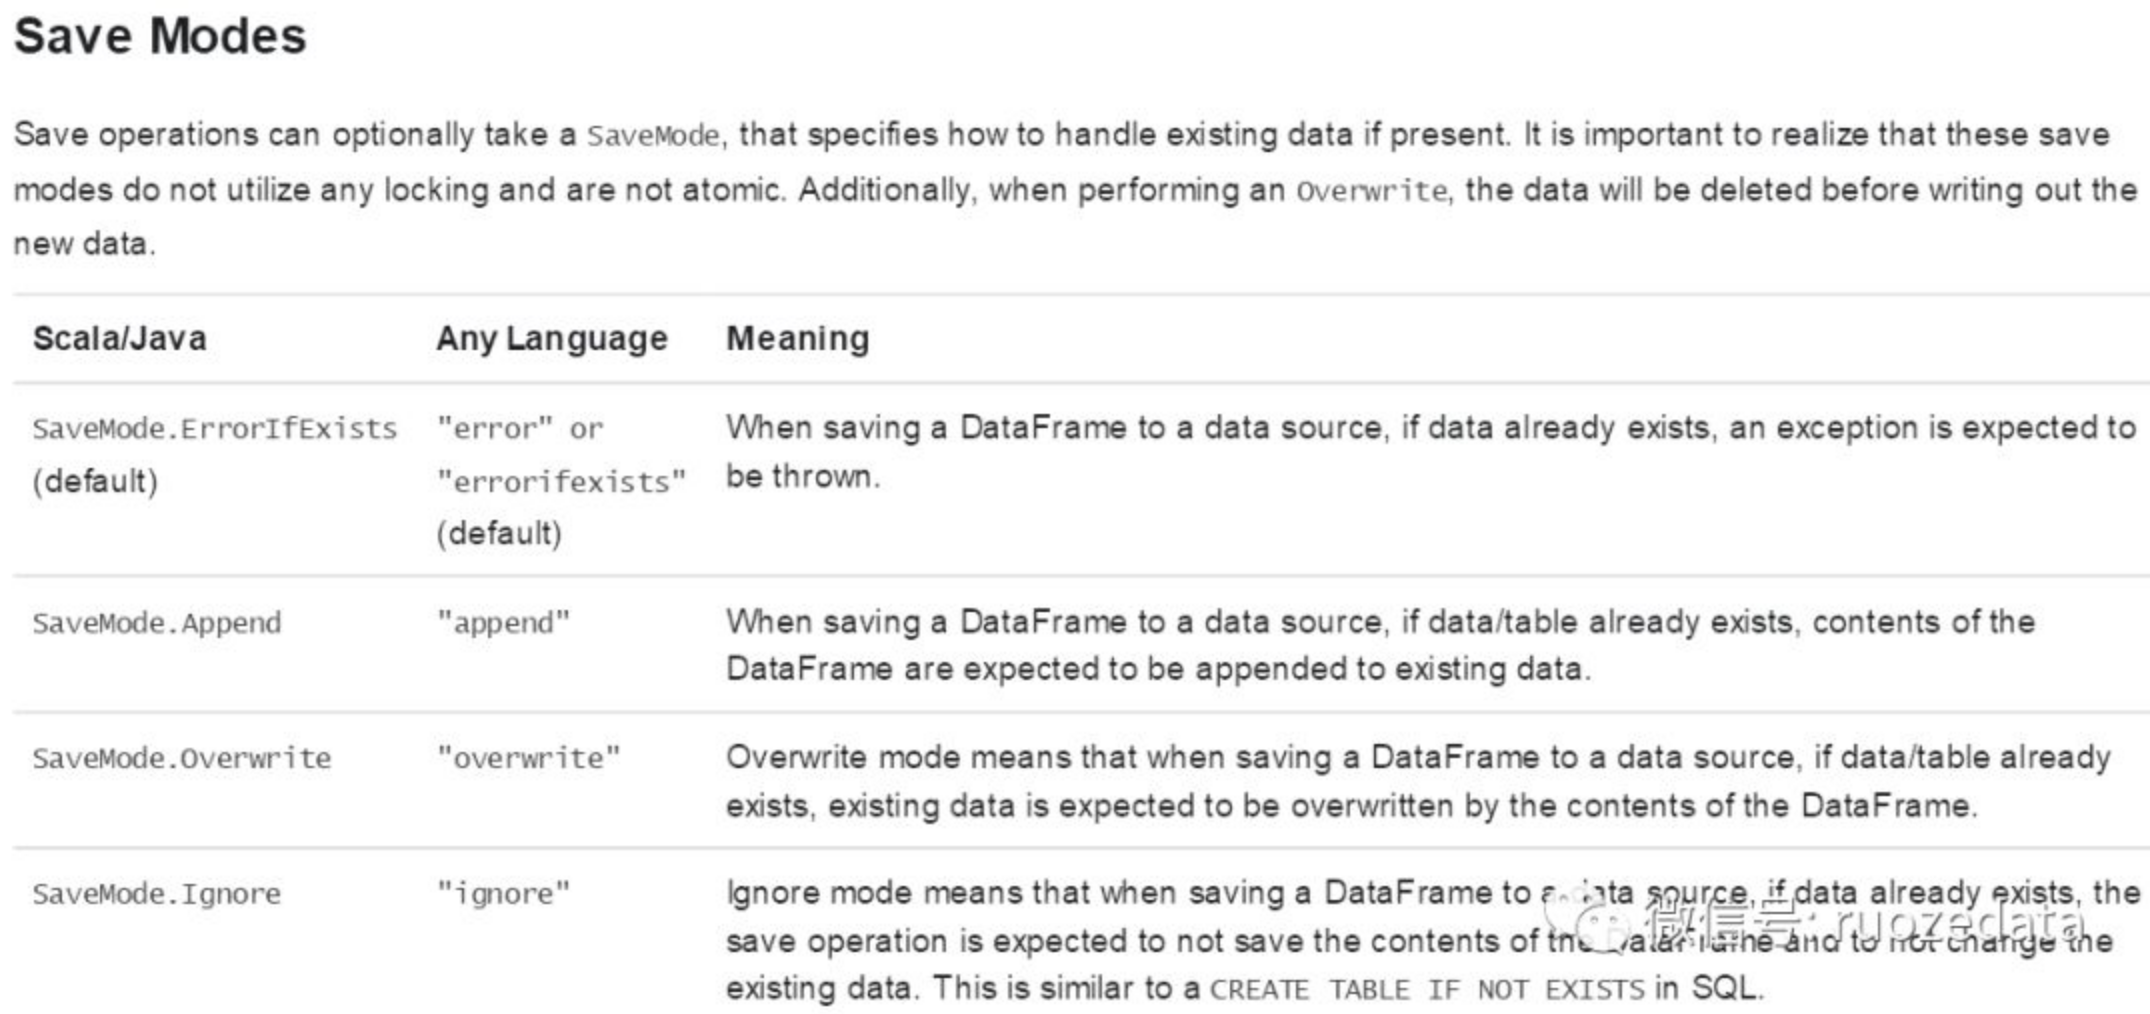 Save Modes
Save operations can optionally take a SaveMode, that specifies how to handle existing data if present. It is important to realize that these save
modes do not utilize any locking and are not atomic. Additionally, when performing an Overwrite, the data will be deleted before writing out the
new data.
Scala/Java Any Language Meaning
SaveMode.ErrorIfExists "error" or When saving a DataFrame to a data source, if data already exists, an exception is expected to
(default) "errorifexists" be thrown.
(default)
SaveMode.Append "append" When saving a DataFrame to a data source, if data/table already exists, contents of the
DataFrame are expected to be appended to existing data.
SaveMode.Overwrite "overwrite" Overwrite mode means that when saving a DataFrame to a data source, if data/table already
exists, existing data is expected to be overwritten by the contents of the DataFrame.
SaveMode.Ignore "ignore" Ignore mode means that when saving a DataFrame to a data source, if data already exists, the
save operation is expected to not save the contents of the DataFrame and to not change the
existing data. This is similar to a CREATE TABLE IF NOT EXISTS in SQL.
微信号: ruozedata